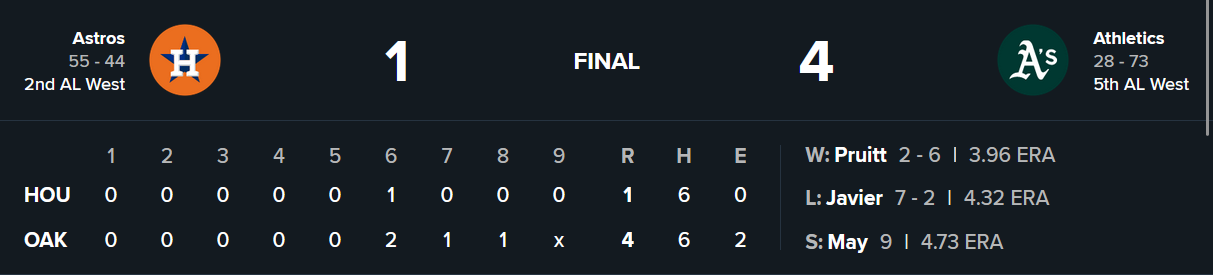 Astros
55 - 44
2nd AL West
H
1
FINAL
4
A's
Athletics
28 - 73
5th AL West
1 2 3 4 5 6 7 8 9 R H E
HOU 0 0 0 0 0 1 0 0 0 1 6 0
OAK 0 0 0 0 0 2 1 1 x 4 6 2
W: Pruitt 2 - 6 | 3.96 ERA
L: Javier 7 - 2 | 4.32 ERA
S: May 9 | 4.73 ERA